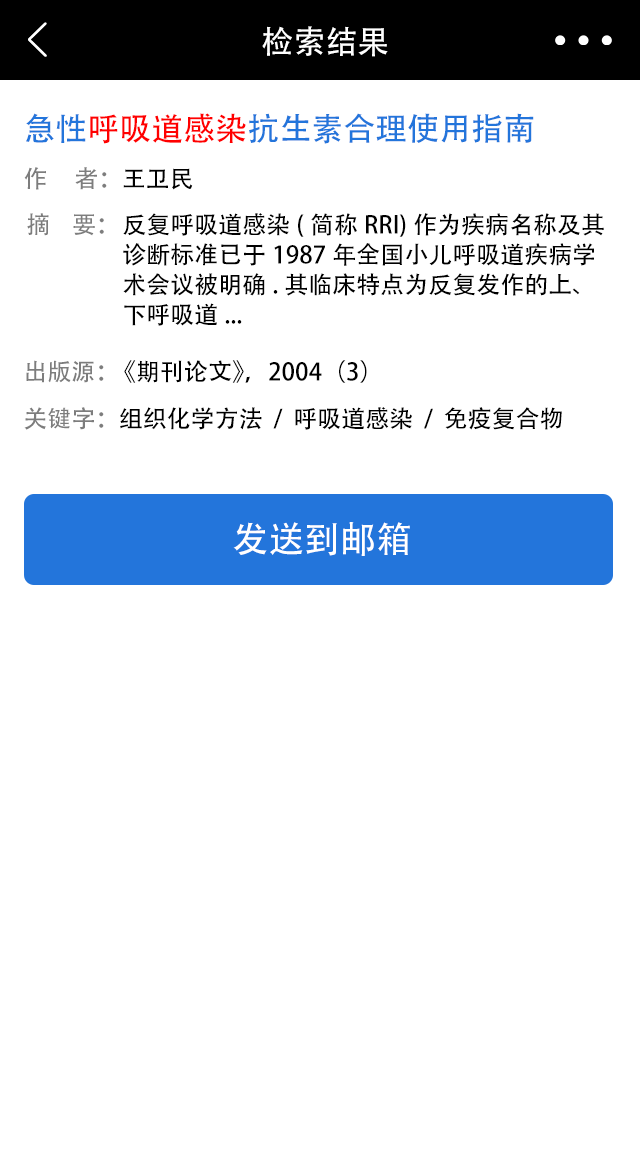 检索结果
急性呼吸道感染抗生素合理使用指南
作 者：王卫民
摘 要：反复呼吸道感染 ( 简称 RRI) 作为疾病名称及其
诊断标准已于 1987 年全国小儿呼吸道疾病学
术会议被明确 . 其临床特点为反复发作的上、
下呼吸道 ...
出版源：《期刊论文》，2004（3）
关键字：组织化学方法 / 呼吸道感染 / 免疫复合物
发送到邮箱